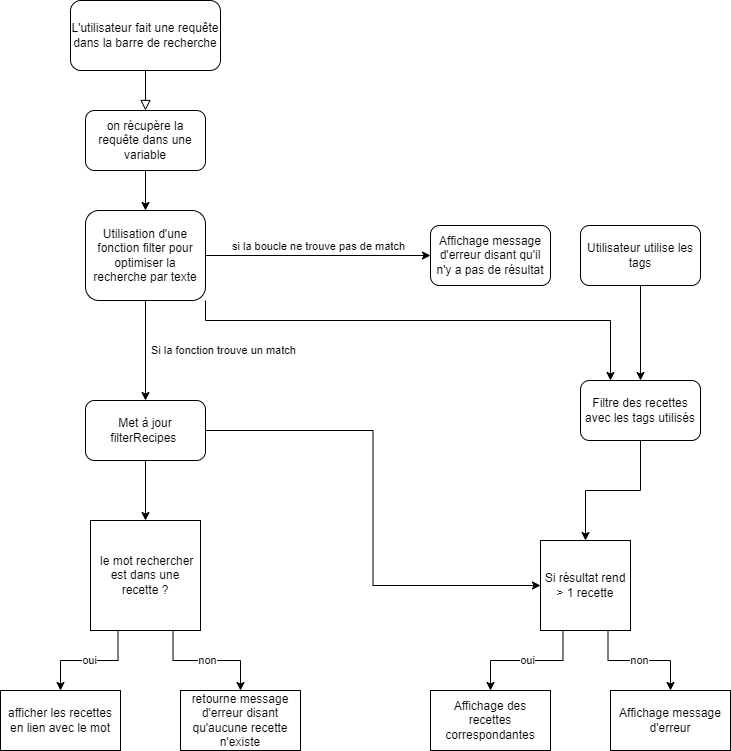 L'utilisateur fait une requête
dans la barre de recherche
on récupère la
requête dans une
variable
Utilisation d'une
fonction filter pour
optimiser la
recherche par texte
si la boucle ne trouve pas de match
Affichage message
d'erreur disant qu'il
n'y a pas de résultat
Utilisateur utilise les
tags
Si la fonction trouve un match
Met à jour
filterRecipes
Filtre des recettes
avec les tags utilisés
le mot rechercher
est dans une
recette ?
Si résultat rend
> 1 recette
oui
non
oui
non
afficher les recettes
en lien avec le mot
retourne message
d'erreur disant
qu'aucune recette
n'existe
Affichage des
recettes
correspondantes
Affichage message
d'erreur